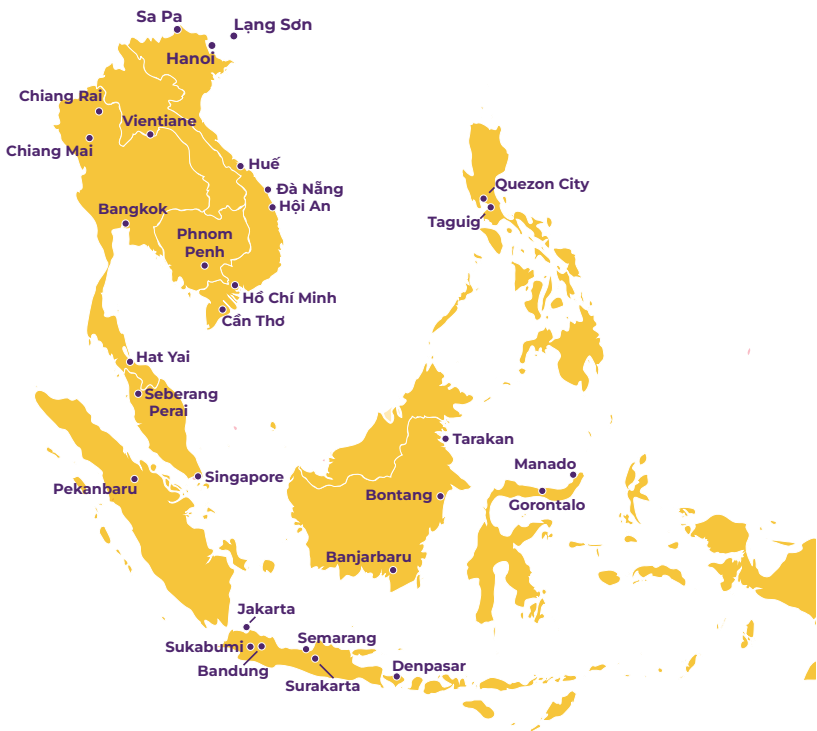 Sa Pa
Lạng Sơn
Hanoi
Chiang Rai
Vientiane
Chiang Mai
Huế
Đà Nẵng
Hội An
Bangkok
Phnom
Penh
Quezon City
Taguig
Hồ Chí Minh
Cần Thơ
Hat Yai
Seberang
Perai
Singapore
Pekanbaru
Tarakan
Manado
Bontang
Gorontalo
Banjarbaru
Jakarta
Sukabumi
Semarang
Bandung
Denpasar
Surakarta